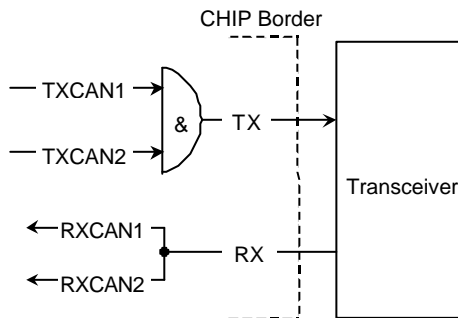 CHIP Border
TXCAN1
&
TX
TXCAN2
Transceiver
RXCAN1
RX
RXCAN2